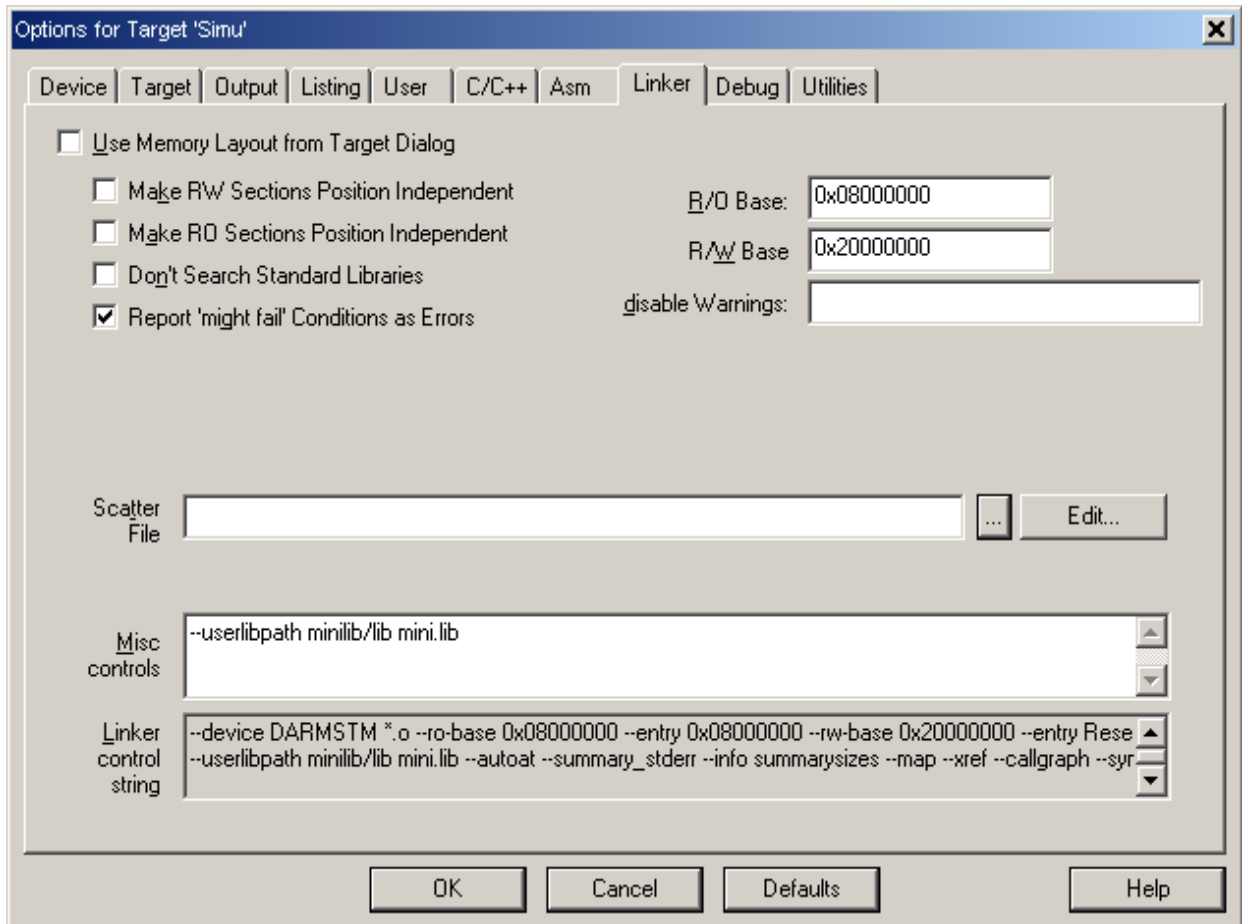 Options for Target 'Simu'
Device Target Output Listing User C/C++ Asm Linker Debug Utilities
Use Memory Layout from Target Dialog
Make RW Sections Position Independent
Make RO Sections Position Independent
Don't Search Standard Libraries
Report 'might fail' Conditions as Errors
R/O Base: 0x08000000
R/W Base 0x20000000
disable Warnings:
Scatter
File
...
Edit...
Misc
controls
--userlibpath minilib/lib mini.lib
Linker
control
string
--device DARMSTM *.o --ro-base 0x08000000 --entry 0x08000000 --rw-base 0x20000000 --entry Rese
--userlibpath minilib/lib mini.lib --autoat --summary_stderr --info summarysizes --map --xref --callgraph --syr
OK Cancel Defaults Help